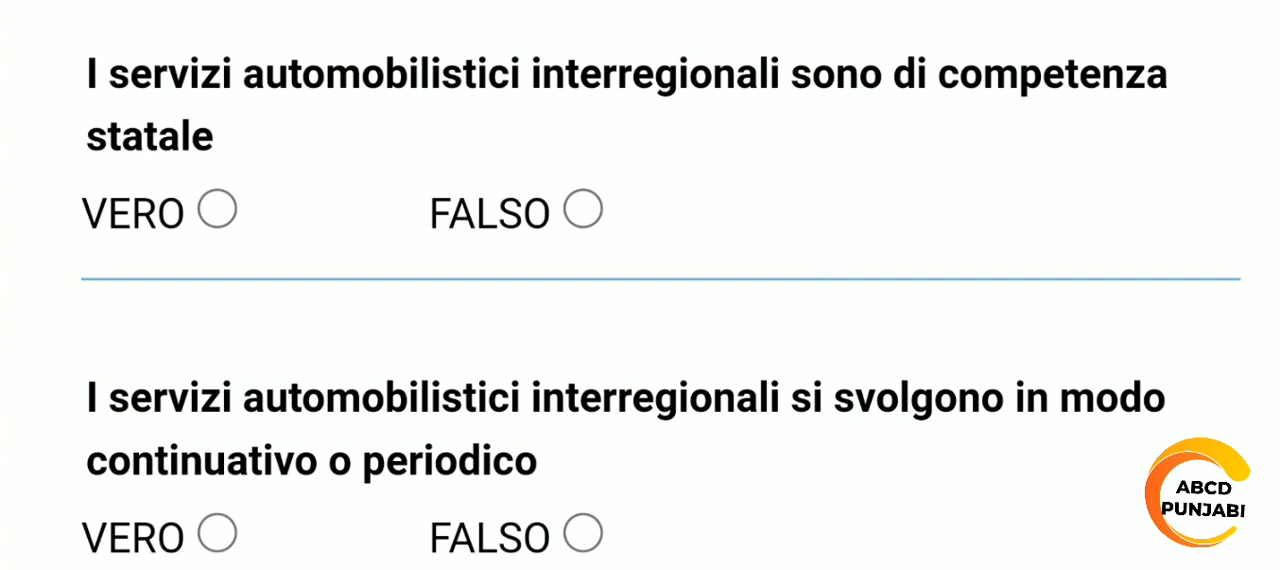 I servizi automobilistici interregionali sono di competenza
statale
VERO FALSO
I servizi automobilistici interregionali si svolgono in modo
continuativo o periodico
ABCD
PUNJABI
VERO FALSO